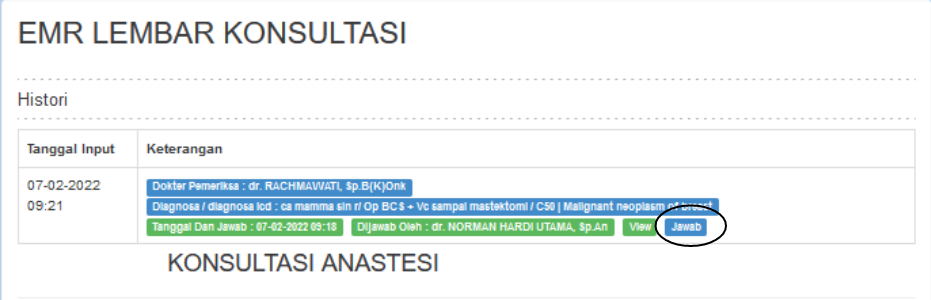 EMR LEMBAR KONSULTASI
Histori
Tanggal Input Keterangan
07-02-2022 09:21
Dokter Pemeriksa : dr. RACHMAWATI, Sp.B(K)Onk
Diagnosa / diagnosa icd : ca mamma sin r/ Op BCS + Vc sampai mastektomi / C50 | Malignant neoplasm of breast
Tanggal Dan Jawab : 07-02-2022 09:18 Dijawab Oleh : dr. NORMAN HARDI UTAMA, Sp.An View Jawab
KONSULTASI ANASTESI